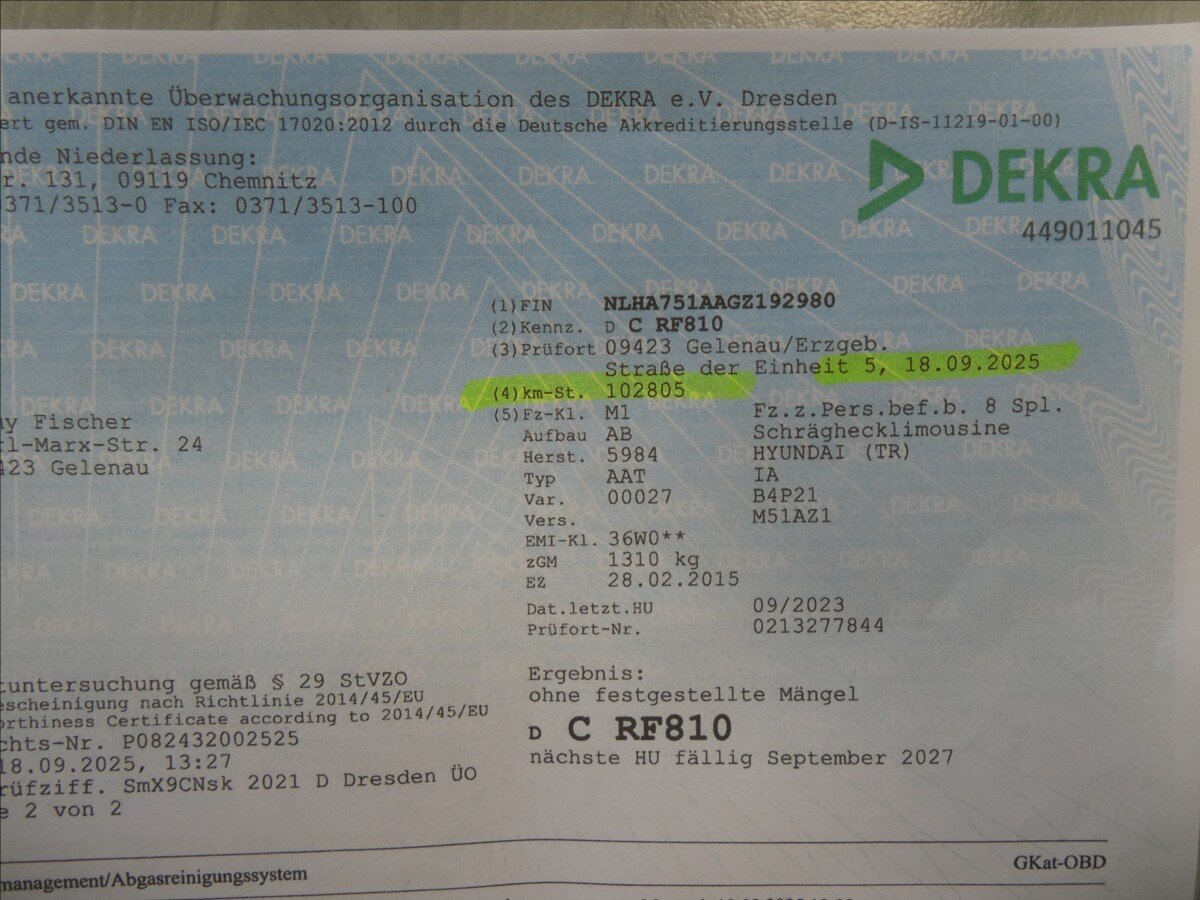 anerkannte Überwachungsorganisation des DEKRA e.V. Dresden
ert gem. DIN EN ISO/IEC 17020:2012 durch die Deutsche Akkreditierungsstelle (D-IS-11219-01-00)
nde Niederlassung:
r. 131, 09119 Chemnitz
0371/3513-0 Fax: 0371/3513-100
DEKRA
449011045
(1) FIN NLHA751AAGZ192980
(2) Kennz. D C RF810
(3) Prüfort 09423 Gelenau/Erzgeb.
Straße der Einheit 5, 18.09.2025
(4) km-St. 102805
(5) Fz-Kl. M1 Fz.z.Pers.bef.b. 8 Spl.
Aufbau AB Schräghecklimousine
Herst. 5984 HYUNDAI (TR)
Typ AAT IA
Var. 00027 B4P21
Vers. M51AZ1
EMI-Kl. 36W0**
zGM 1310 kg
EZ 28.02.2015
Dat.letzt.HU 09/2023
Prüfort-Nr. 0213277844
y Fischer
rl-Marx-Str. 24
423 Gelenau
tuntersuchung gemäß § 29 StVZO
escheinigung nach Richtlinie 2014/45/EU
orthiness Certificate according to 2014/45/EU
chts-Nr. P082432002525
18.09.2025, 13:27
rüfziff. SmX9CNsk 2021 D Dresden ÜO
e 2 von 2
Ergebnis:
ohne festgestellte Mängel
D C RF810
nächste HU fällig September 2027
management/Abgasreinigungssystem GKat-OBD